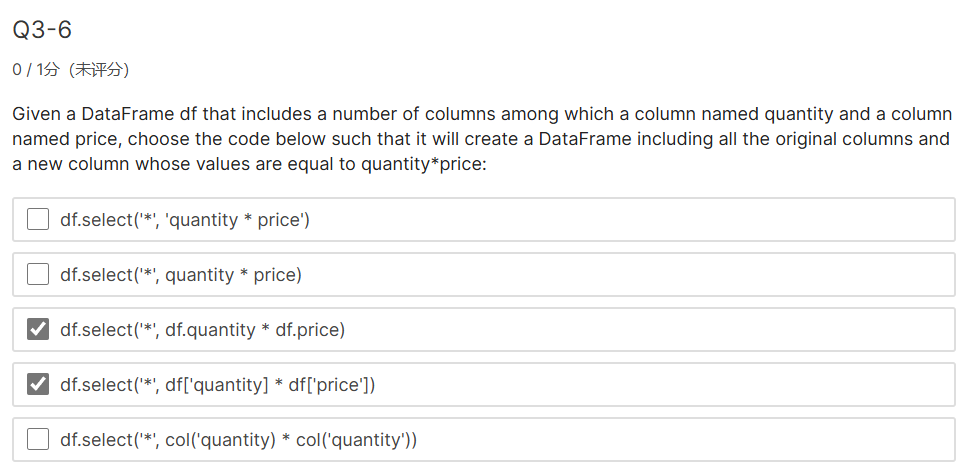 Q3-6
0 / 1分 (未评分)
Given a DataFrame df that includes a number of columns among which a column named quantity and a column
named price, choose the code below such that it will create a DataFrame including all the original columns and
a new column whose values are equal to quantity*price:
df.select('*', 'quantity * price')
df.select('*', quantity * price)
df.select('*', df.quantity * df.price)
df.select('*', df['quantity] * df['price'])
df.select('*', col('quantity) * col('quantity'))